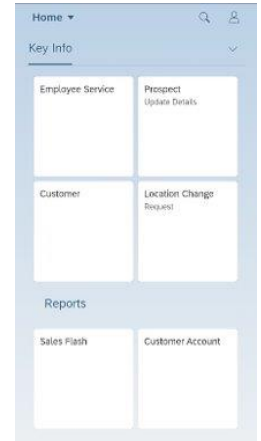 Home
Key Info
Employee Service
Prospect
Update Details
Customer
Location Change
Request
Reports
Sales Flash
Customer Account